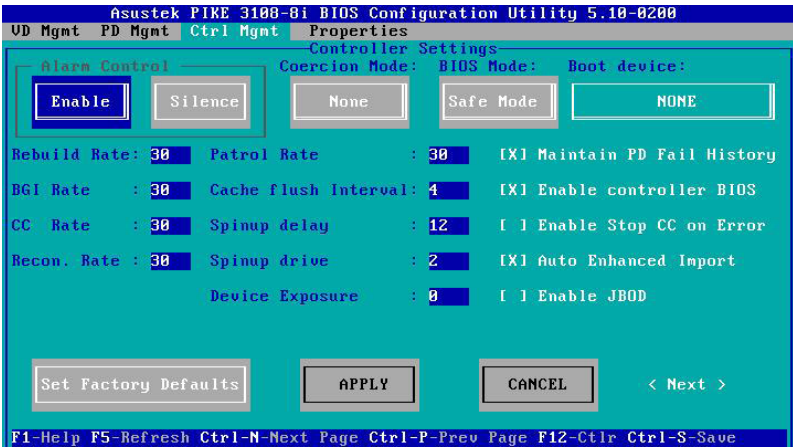 Asustek PIKE 3108-8i BIOS Configuration Utility 5.10-0200
VD Mgmt PD Mgmt Ctrl Mgmt Properties
Controller Settings
Alarm Control Coercion Mode: BIOS Mode: Boot device:
Enable Silence None Safe Mode NONE
Rebuild Rate: 30 Patrol Rate : 30 [X] Maintain PD Fail History
BGI Rate : 30 Cache flush Interval: 4 [X] Enable controller BIOS
CC Rate : 30 Spinup delay : 12 [ ] Enable Stop CC on Error
Recon. Rate : 30 Spinup drive : 2 [X] Auto Enhanced Import
Device Exposure : 0 [ ] Enable JBOD
Set Factory Defaults APPLY CANCEL < Next >
F1-Help F5-Refresh Ctrl-N-Next Page Ctrl-P-Prev Page F12-Ctlr Ctrl-S-Save